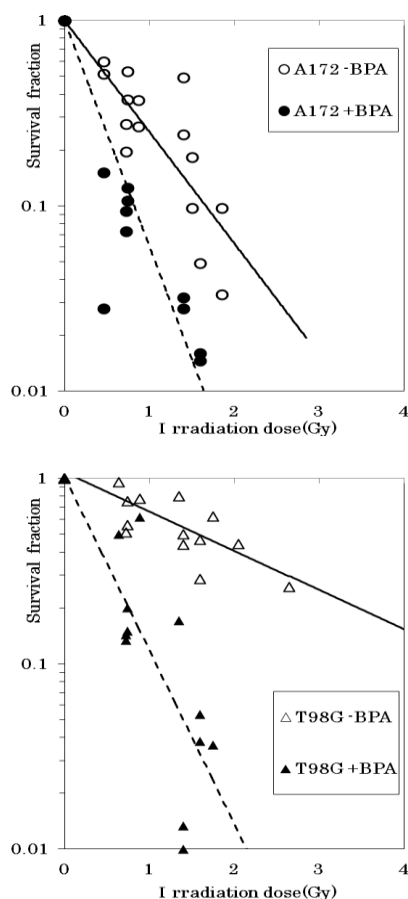 1
○ A172 -BPA
● A172 +BPA
Survival fraction
0.1
0.01
0 1 2 3 4
I rradiation dose(Gy)
1
Survival fraction
0.1
△ T98G -BPA
▲ T98G +BPA
0.01
0 1 2 3 4
I rradiation dose(Gy)